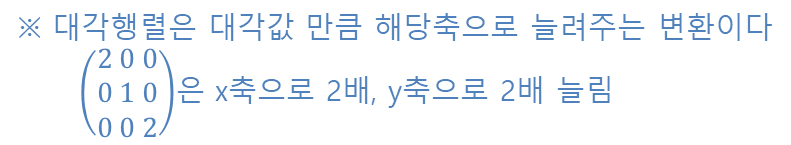 ※ 대각행렬은 대각값 만큼 해당축으로 늘려주는 변환이다
2 0 0
0 1 0 은 x축으로 2배, y축으로 2배 늘림
0 0 2